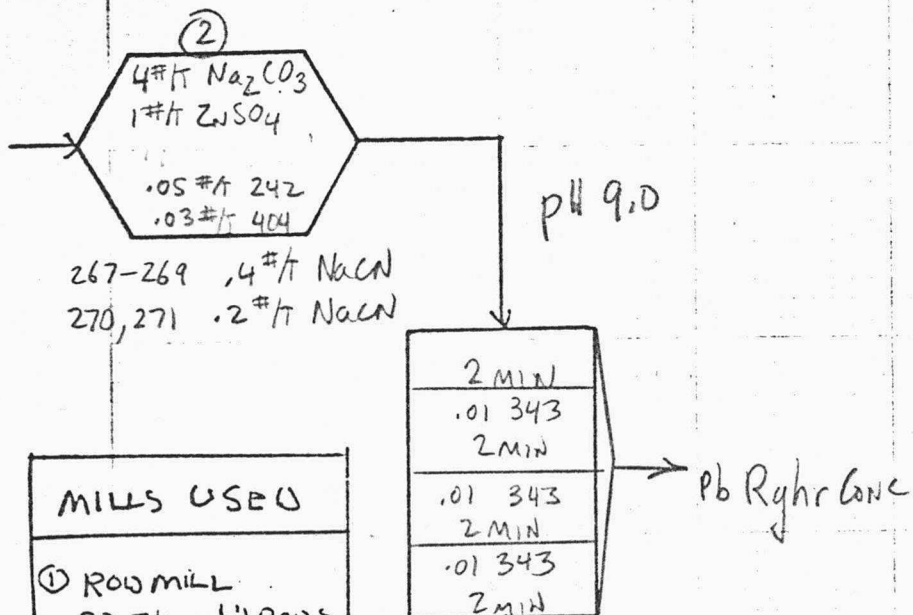 ②
4#/T Na2CO3
1#/T ZnSO4
.05 #/T 242
.03 #/T 404
267-269 .4#/T NaCN
270,271 .2#/T NaCN
pH 9.0
2 MIN
.01 343
2 MIN
.01 343
2 MIN
.01 343
2 MIN
Pb Rghr Conc
MILLS USED
① ROD MILL